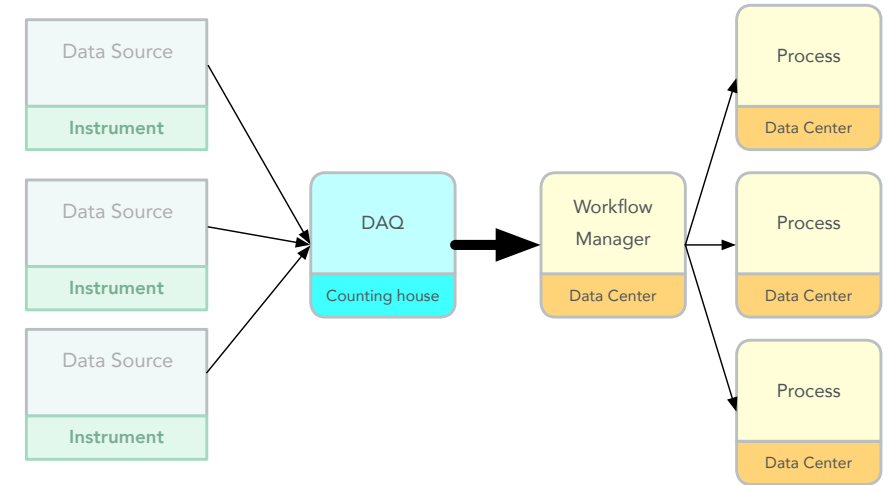 Data Source
Instrument
Data Source
Instrument
Data Source
Instrument
DAQ
Counting house
Workflow
Manager
Data Center
Process
Data Center
Process
Data Center
Process
Data Center